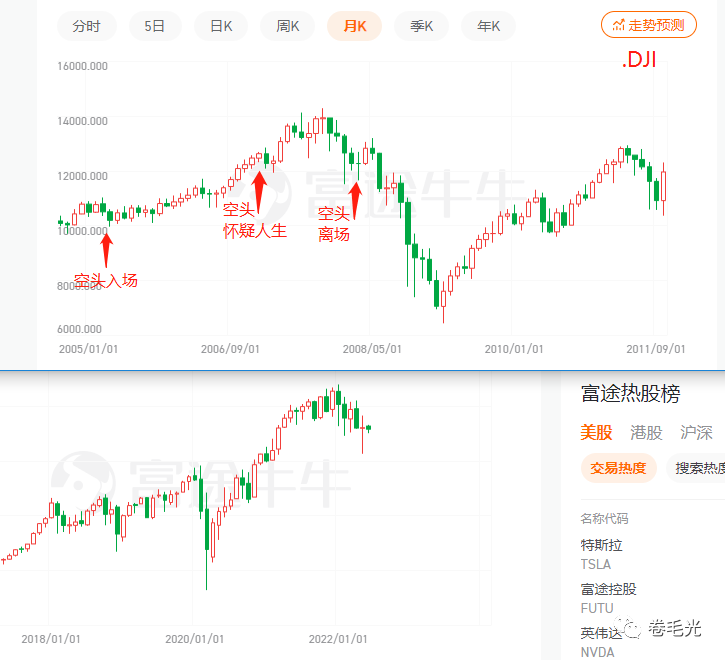 分时 5日 日K 周K 月K 季K 年K 走势预测
.DJI
16000.000
14000.000
12000.000
富途牛牛
空头
怀疑人生
空头
离场
10000.000
空头入场
8000.000
6000.000
2005/01/01 2006/09/01 2008/05/01 2010/01/01 2011/09/01
富途热股榜
美股 港股 沪深
交易热度 搜索热度
富途牛牛
名称代码
特斯拉
TSLA
富途控股
FUTU
英伟达
NVDA
卷毛光
2018/01/01 2020/01/01 2022/01/01